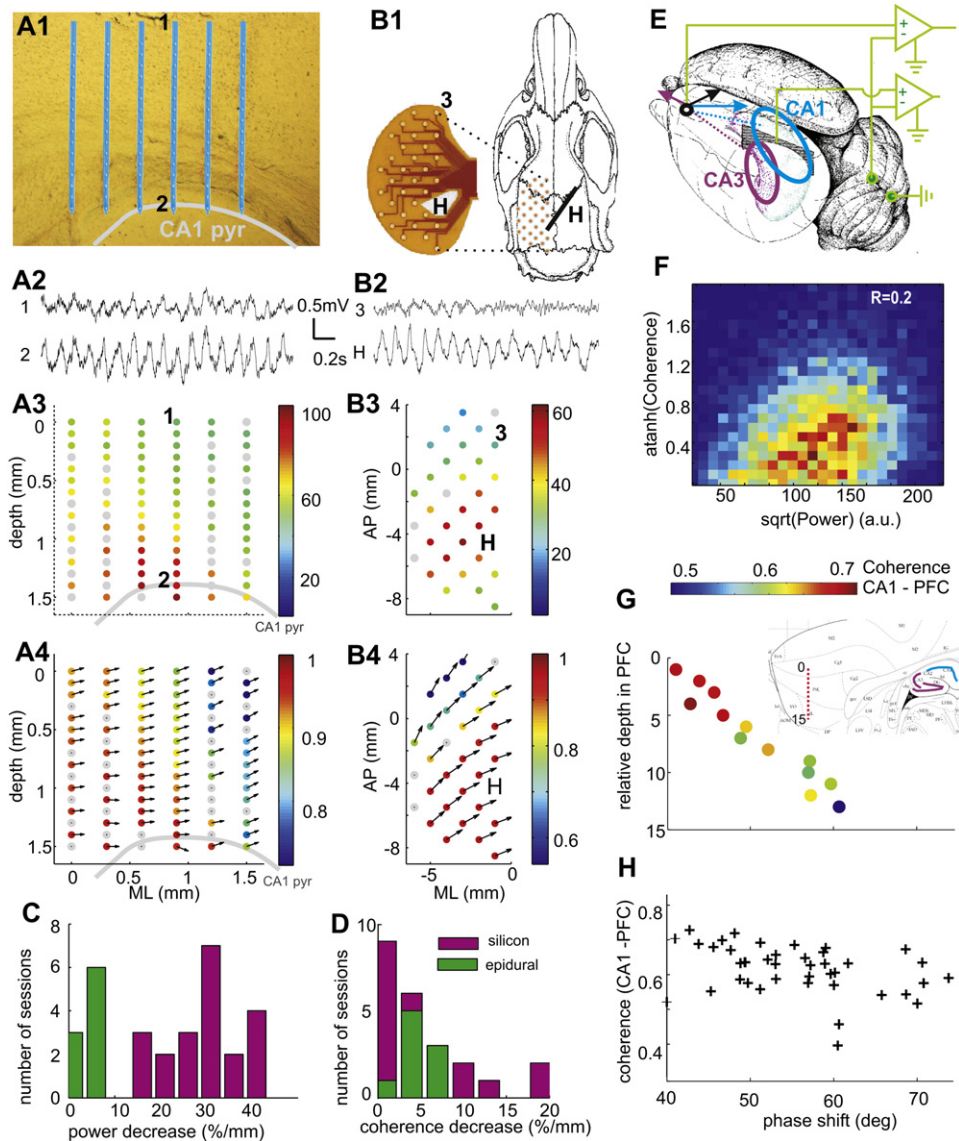 A1
1
2
CA1 pyr
B1
3
H
H
E
CA1
CA3
+
-
+
-
A2
1
2
0.5mV
0.2s
B2
3
H
F
R=0.2
1.6
1.2
0.8
0.4
atanh(Coherence)
50
100
150
200
sqrt(Power) (a.u.)
A3
1
2
0
0.5
1
1.5
depth (mm)
100
60
20
CA1 pyr
B3
3
H
4
0
-4
-8
AP (mm)
60
40
20
0.5
0.6
0.7
Coherence
CA1 - PFC
G
0
5
10
15
relative depth in PFC
0
15
A4
0
0.5
1
1.5
depth (mm)
0
0.5
1
1.5
ML (mm)
CA1 pyr
1
0.9
0.8
B4
H
4
0
-4
-8
AP (mm)
-5
0
ML (mm)
1
0.8
0.6
C
8
6
4
2
0
number of sessions
0
10
20
30
40
power decrease (%/mm)
D
silicon
epidural
10
5
0
number of sessions
0
5
10
15
20
coherence decrease (%/mm)
H
0.8
0.6
0.4
coherence (CA1 -PFC)
40
50
60
70
phase shift (deg)